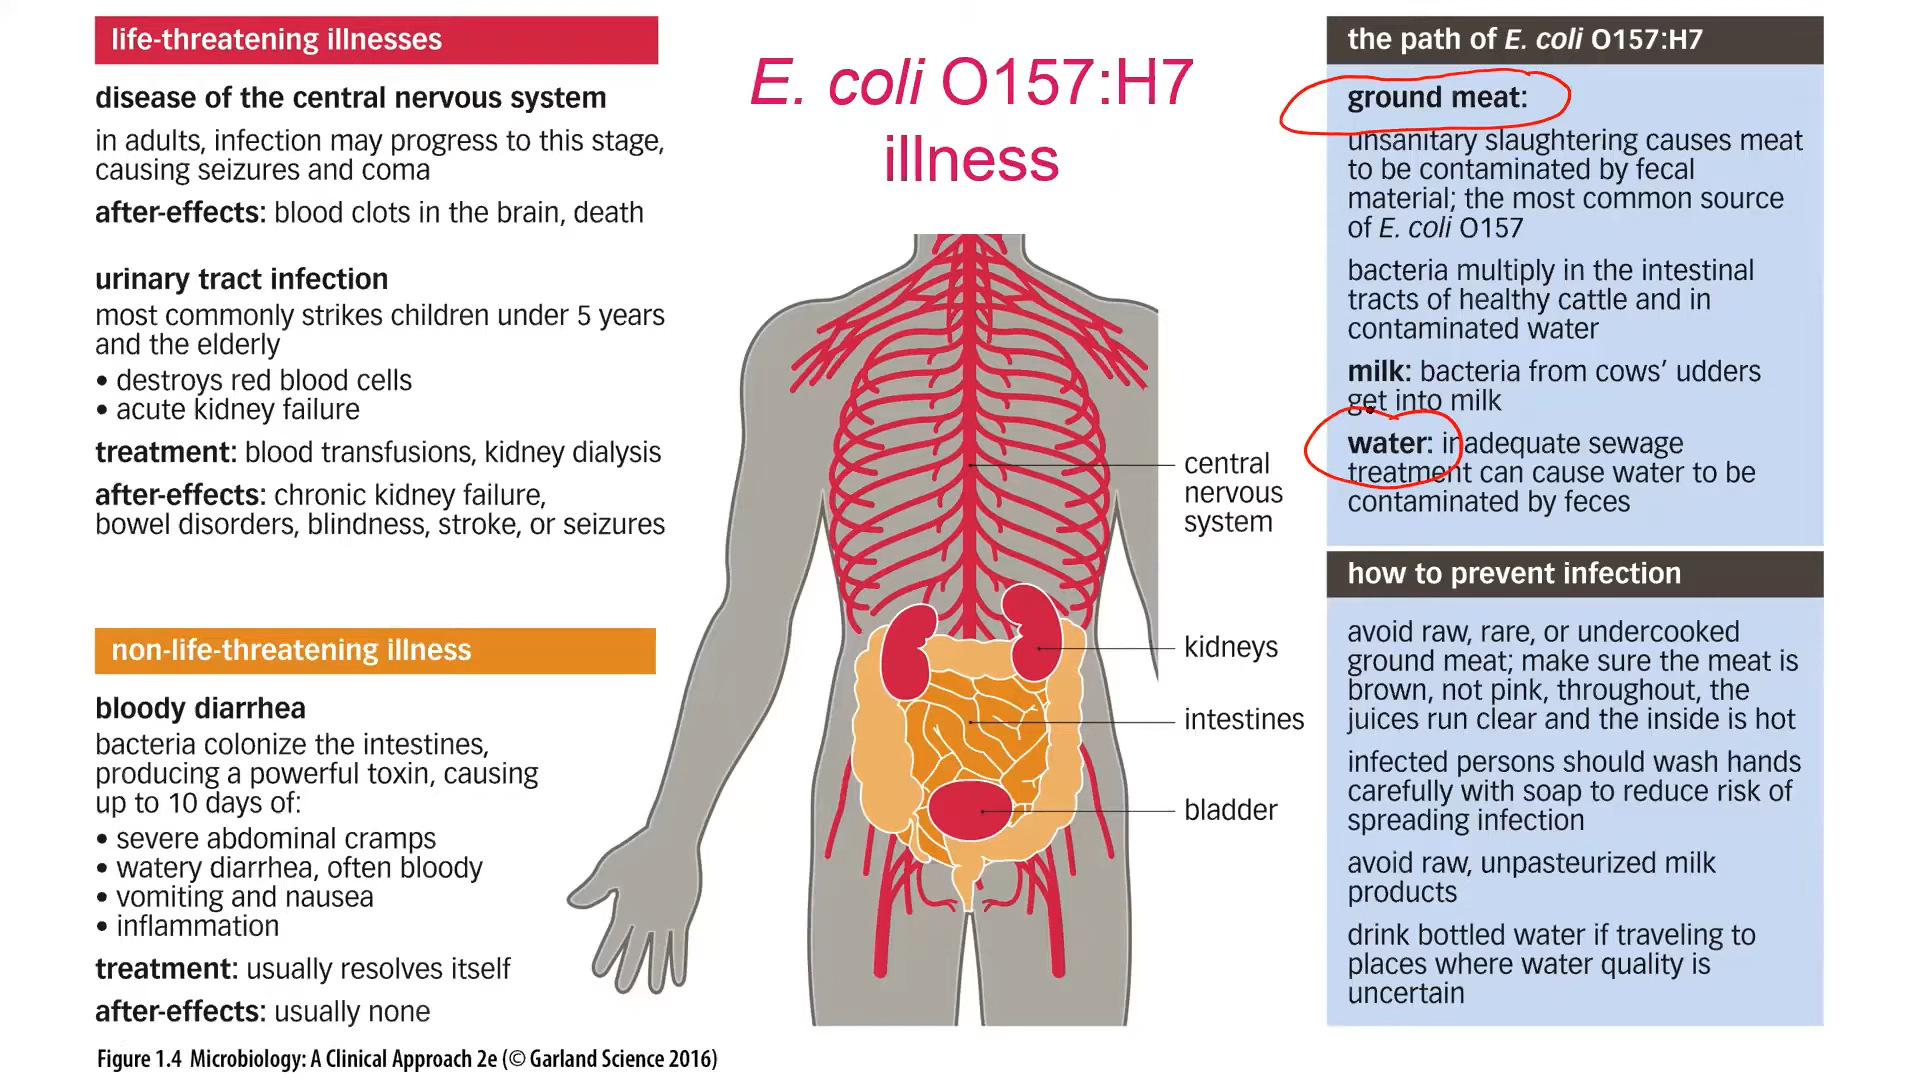 life-threatening illnesses
disease of the central nervous system
in adults, infection may progress to this stage,
causing seizures and coma
after-effects: blood clots in the brain, death
urinary tract infection
most commonly strikes children under 5 years
and the elderly
• destroys red blood cells
• acute kidney failure
treatment: blood transfusions, kidney dialysis
after-effects: chronic kidney failure,
bowel disorders, blindness, stroke, or seizures
non-life-threatening illness
bloody diarrhea
bacteria colonize the intestines,
producing a powerful toxin, causing
up to 10 days of:
• severe abdominal cramps
• watery diarrhea, often bloody
• vomiting and nausea
• inflammation
treatment: usually resolves itself
after-effects: usually none
E. coli O157:H7
illness
central
nervous
system
kidneys
intestines
bladder
the path of E. coli O157:H7
ground meat:
unsanitary slaughtering causes meat
to be contaminated by fecal
material; the most common source
of E. coli O157
bacteria multiply in the intestinal
tracts of healthy cattle and in
contaminated water
milk: bacteria from cows’ udders
get into milk
water: inadequate sewage
treatment can cause water to be
contaminated by feces
how to prevent infection
avoid raw, rare, or undercooked
ground meat; make sure the meat is
brown, not pink, throughout, the
juices run clear and the inside is hot
infected persons should wash hands
carefully with soap to reduce risk of
spreading infection
avoid raw, unpasteurized milk
products
drink bottled water if traveling to
places where water quality is
uncertain
Figure 1.4 Microbiology: A Clinical Approach 2e (© Garland Science 2016)